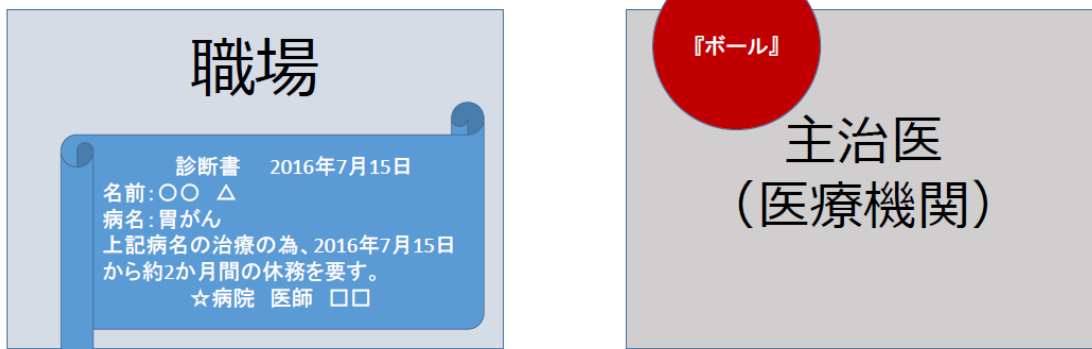 職場
診断書　2016年7月15日
名前：〇〇　△
病名：胃がん
上記病名の治療の為、2016年7月15日
から約2か月間の休務を要す。
☆病院　医師　□□
『ボール』
主治医
（医療機関）